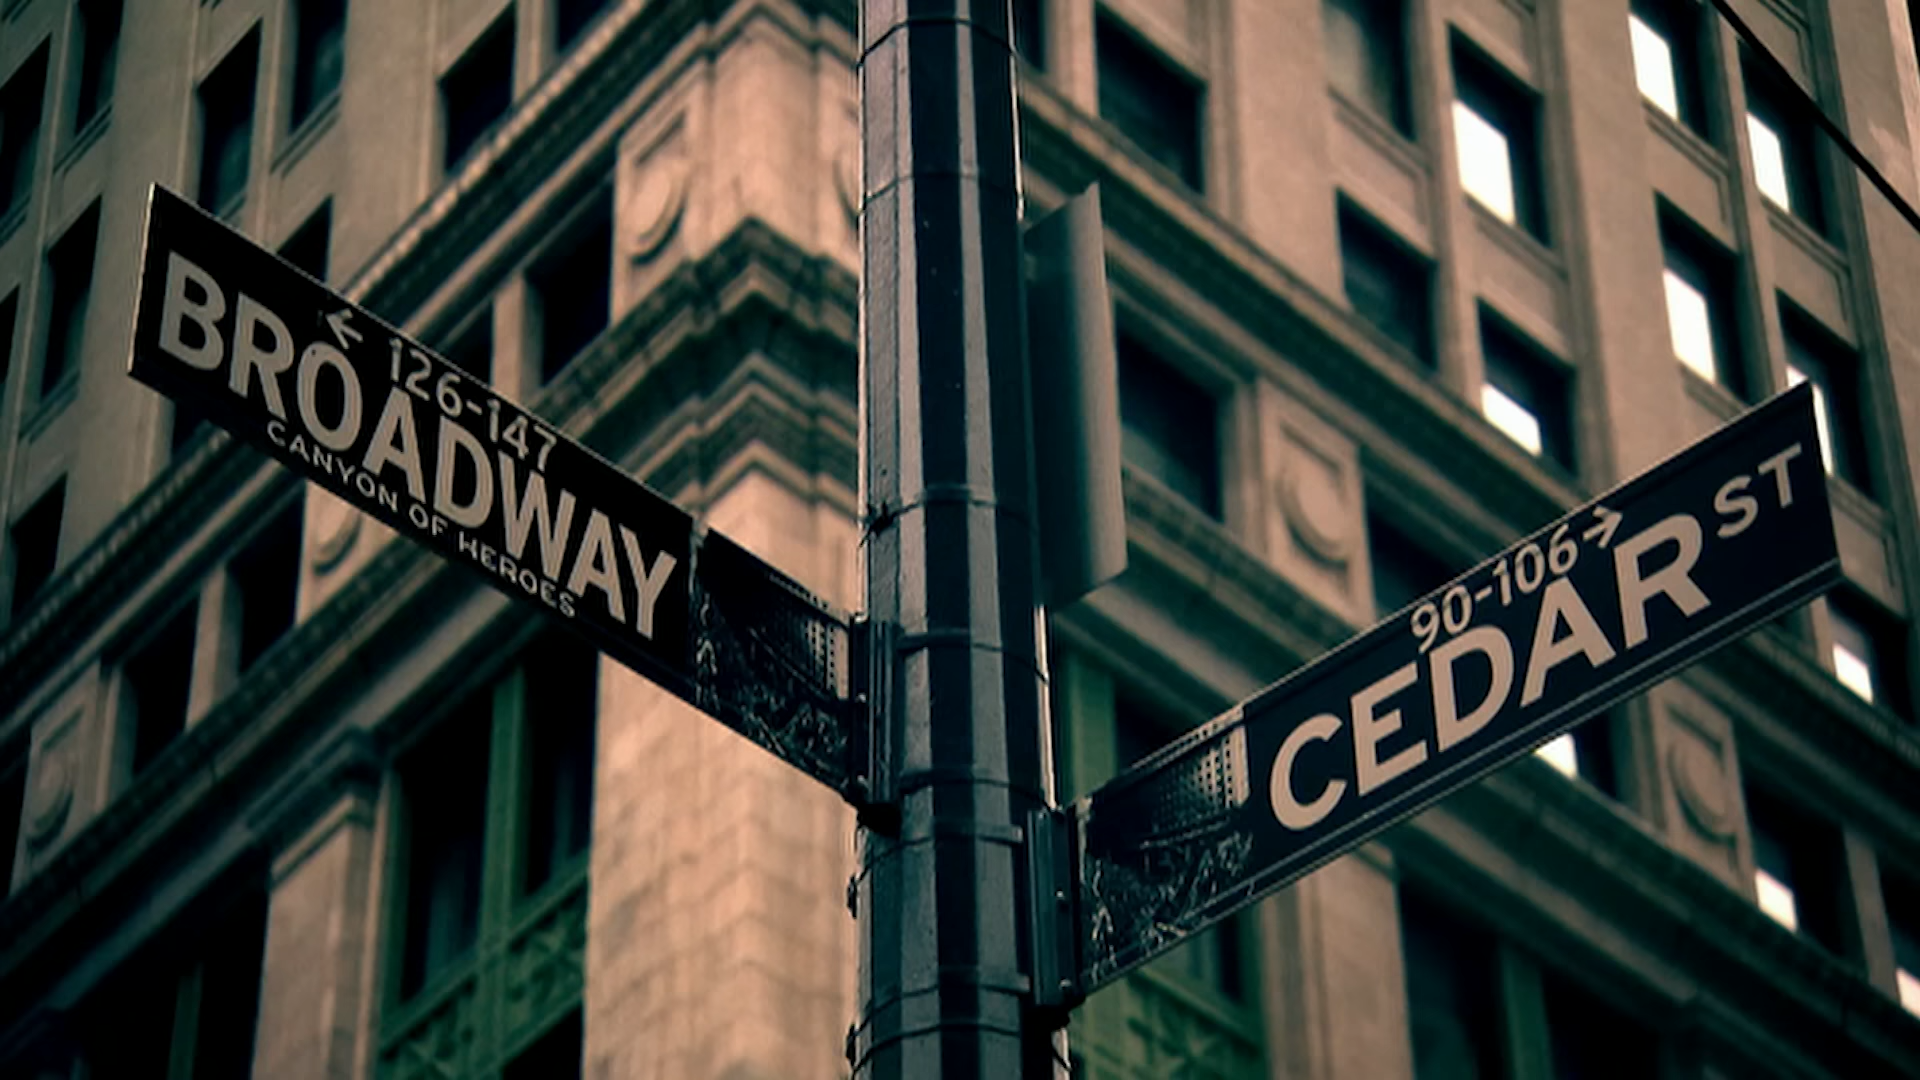 ← 126-147
BROADWAY
CANYON OF HEROES
90-106 →
CEDAR ST